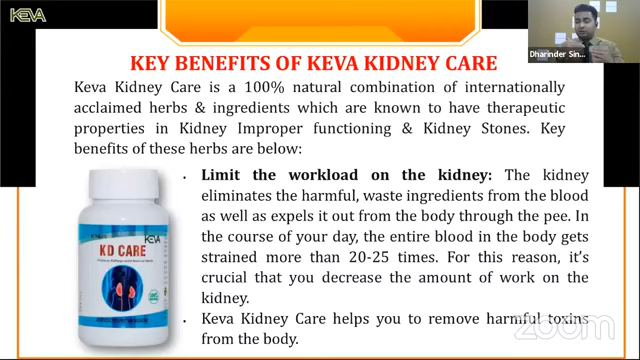 KEVA
Dharinder Sin...
KEY BENEFITS OF KEVA KIDNEY CARE
Keva Kidney Care is a 100% natural combination of internationally
acclaimed herbs & ingredients which are known to have therapeutic
properties in Kidney Improper functioning & Kidney Stones. Key
benefits of these herbs are below:
• Limit the workload on the kidney: The kidney
eliminates the harmful, waste ingredients from the blood
as well as expels it out from the body through the pee. In
the course of your day, the entire blood in the body gets
strained more than 20-25 times. For this reason, it's
crucial that you decrease the amount of work on the
kidney.
• Keva Kidney Care helps you to remove harmful toxins
from the body.
KEVA
KD CARE
zoom